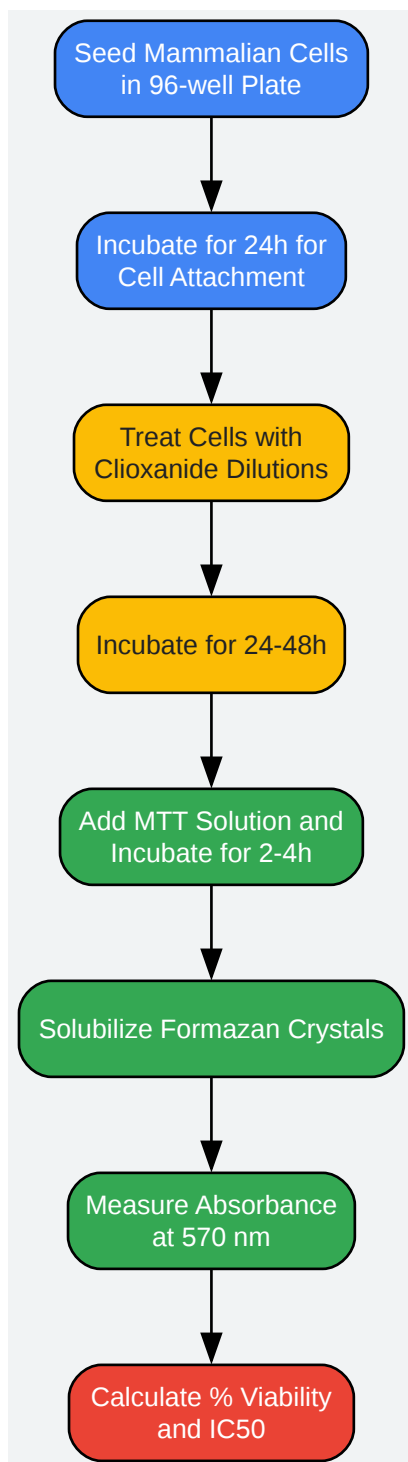 Seed Mammalian Cells
in 96-well Plate
Incubate for 24h for
Cell Attachment
Treat Cells with
Clioxanide Dilutions
Incubate for 24-48h
Add MTT Solution and
Incubate for 2-4h
Solubilize Formazan Crystals
Measure Absorbance
at 570 nm
Calculate % Viability
and IC50